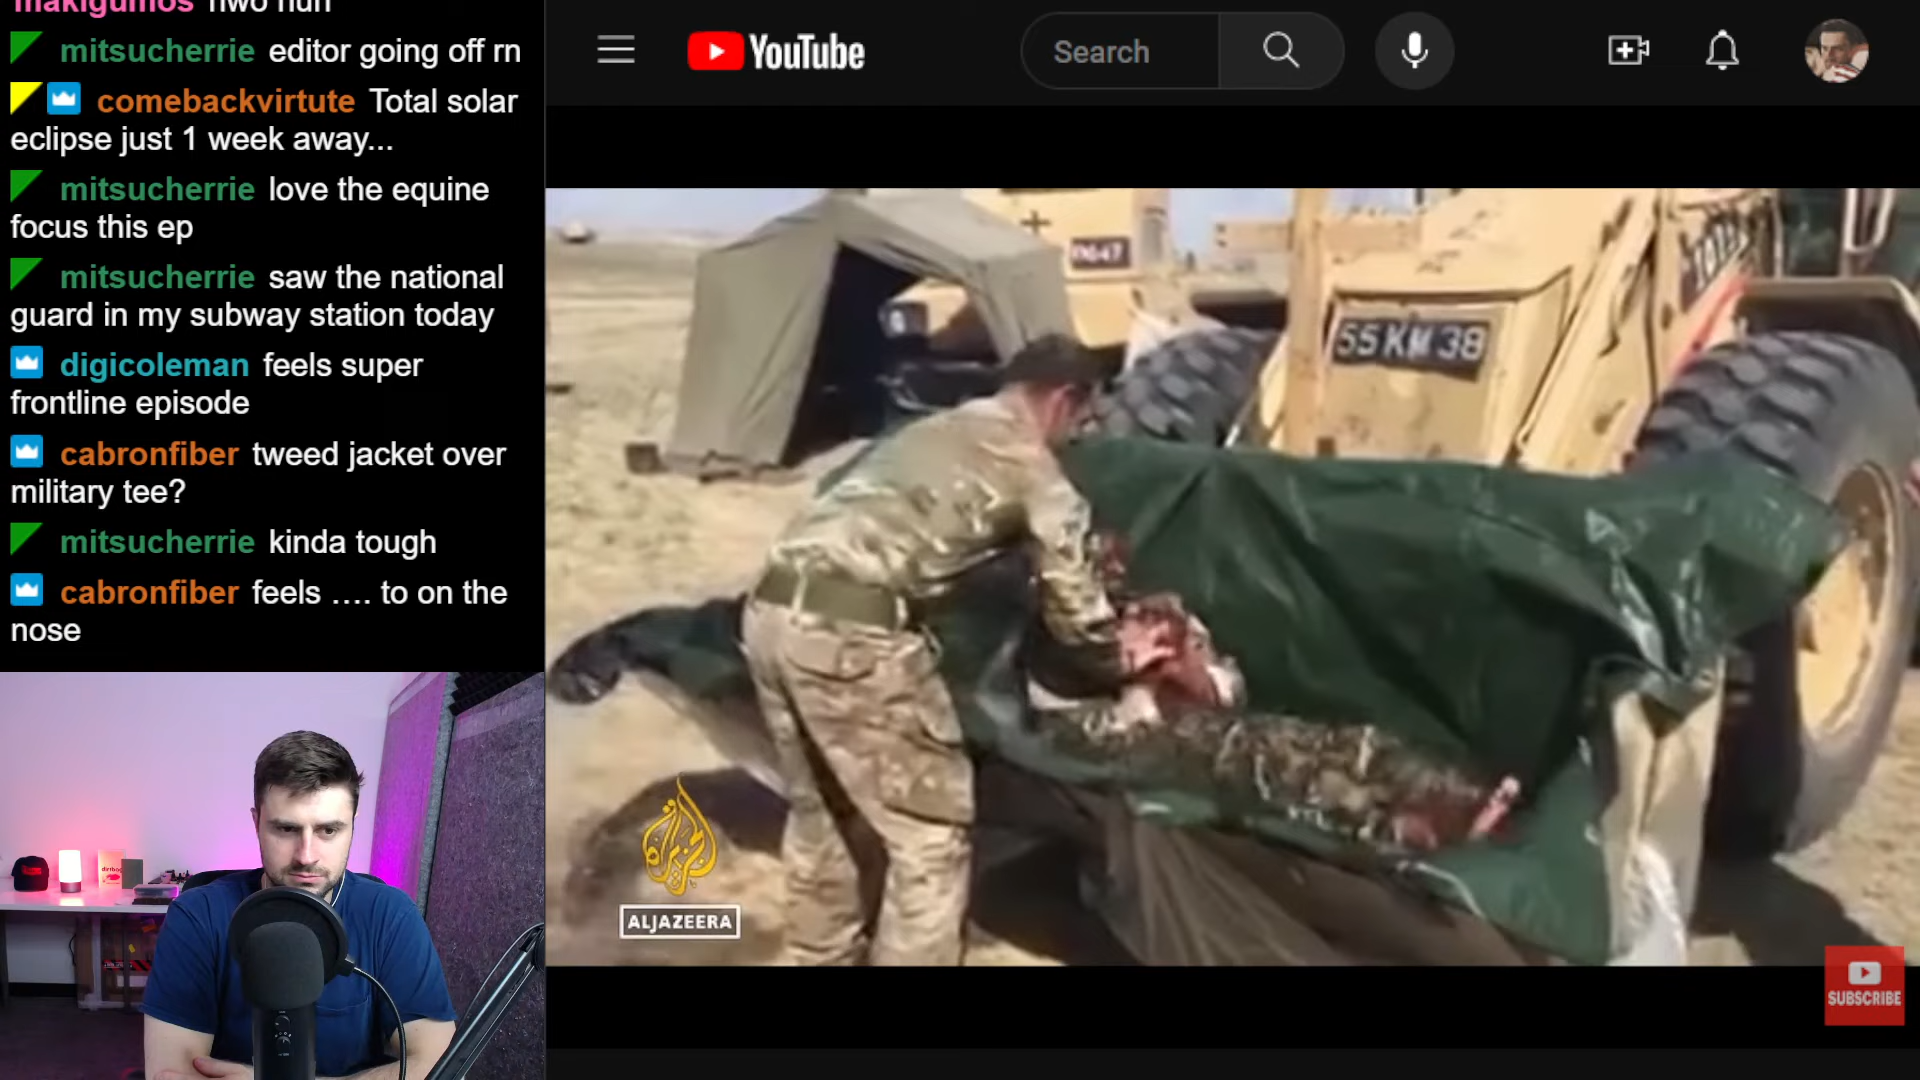 makigumos nwo huh
mitsucherrie editor going off rn
comebackvirtute Total solar
eclipse just 1 week away...
mitsucherrie love the equine
focus this ep
mitsucherrie saw the national
guard in my subway station today
digicoleman feels super
frontline episode
cabronfiber tweed jacket over
military tee?
mitsucherrie kinda tough
cabronfiber feels .... to on the
nose
YouTube
Search
55 KM 38
ALJAZEERA
SUBSCRIBE